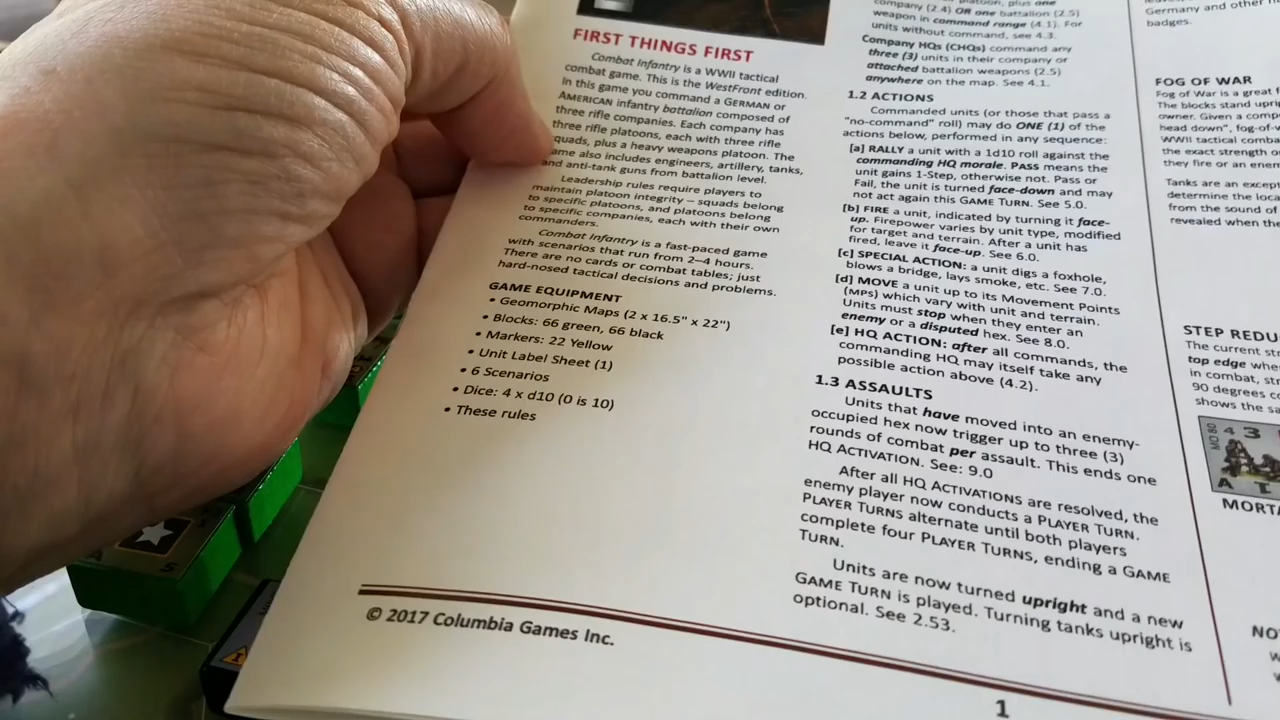 FIRST THINGS FIRST
Combat Infantry is a WWII tactical
combat game. This is the WestFront edition.
In this game you command a GERMAN or
AMERICAN infantry battalion composed of
three rifle companies. Each company has
three rifle platoons, each with three rifle
squads, plus a heavy weapons platoon. The
ame also includes engineers, artillery, tanks,
and anti-tank guns from battalion level.
Leadership rules require players to
maintain platoon integrity – squads belong
to specific platoons, and platoons belong
to specific companies, each with their own
commanders.
Combat Infantry is a fast-paced game
with scenarios that run from 2–4 hours.
There are no cards or combat tables; just
hard-nosed tactical decisions and problems.
GAME EQUIPMENT
• Geomorphic Maps (2 x 16.5" x 22")
• Blocks: 66 green, 66 black
• Markers: 22 Yellow
• Unit Label Sheet (1)
• 6 Scenarios
• Dice: 4 x d10 (0 is 10)
• These rules
© 2017 Columbia Games Inc.
platoon, plus one
company (2.4) OR one battalion (2.5)
weapon in command range (4.1). For
units without command, see 4.3.
Company HQs (CHQs) command any
three (3) units in their company or
attached battalion weapons (2.5)
anywhere on the map. See 4.1.
1.2 ACTIONS
Commanded units (or those that pass a
"no-command" roll) may do ONE (1) of the
actions below, performed in any sequence:
[a] RALLY a unit with a 1d10 roll against the
commanding HQ morale. PASS means the
unit gains 1-Step, otherwise not. Pass or
Fail, the unit is turned face-down and may
not act again this GAME TURN. See 5.0.
[b] FIRE a unit, indicated by turning it face-
up. Firepower varies by unit type, modified
for target and terrain. After a unit has
fired, leave it face-up. See 6.0.
[c] SPECIAL ACTION: a unit digs a foxhole,
blows a bridge, lays smoke, etc. See 7.0.
[d] MOVE a unit up to its Movement Points
(MPs) which vary with unit and terrain.
Units must stop when they enter an
enemy or a disputed hex. See 8.0.
[e] HQ ACTION: after all commands, the
commanding HQ may itself take any
possible action above (4.2).
1.3 ASSAULTS
Units that have moved into an enemy-
occupied hex now trigger up to three (3)
rounds of combat per assault. This ends one
HQ ACTIVATION. See: 9.0
After all HQ ACTIVATIONS are resolved, the
enemy player now conducts a PLAYER TURN.
PLAYER TURNS alternate until both players
complete four PLAYER TURNS, ending a GAME
TURN.
Units are now turned upright and a new
GAME TURN is played. Turning tanks upright is
optional. See 2.53.
1
Germany and other
badges.
FOG OF WAR
Fog of War is a great
The blocks stand upri
owner. Given a comp
head down", fog-of-
WWII tactical comba
the exact strength o
they fire or an enem
Tanks are an excep
determine the loca
from the sound of
revealed when the
STEP REDU
The current st
top edge whe
in combat, str
90 degrees co
shows the sa
MO 80
4 3
A 1
MORTA
NO
5